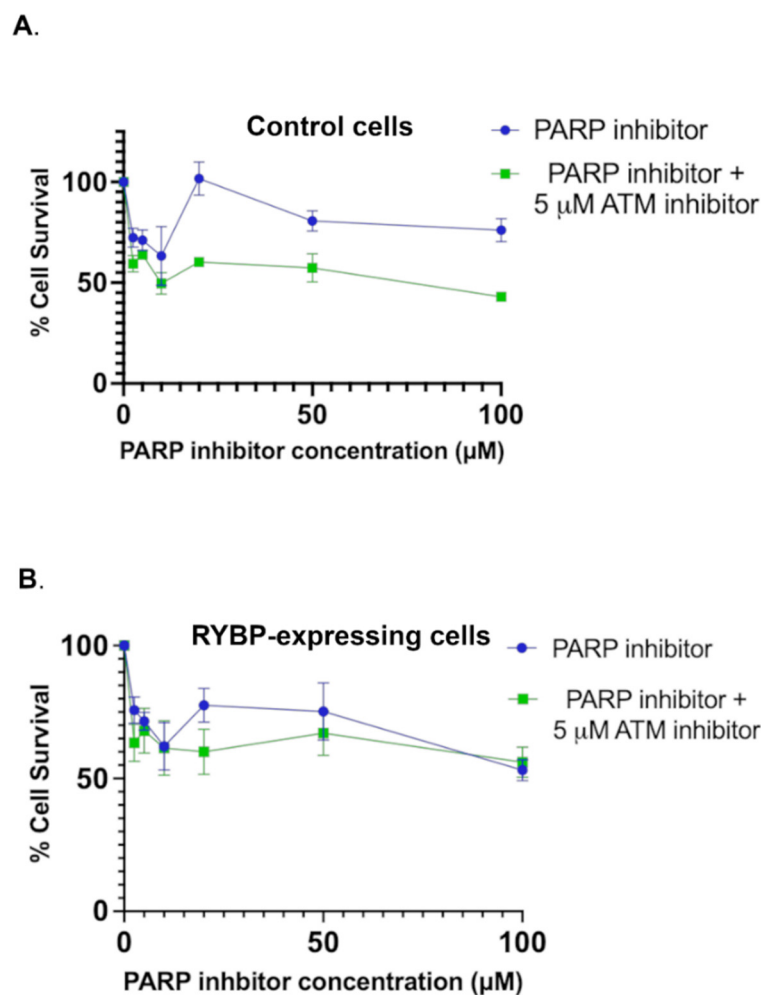 A.
Control cells
PARP inhibitor
PARP inhibitor +
5 μM ATM inhibitor
% Cell Survival
100
50
0
0 50 100
PARP inhibitor concentration (μM)
B.
RYBP-expressing cells
PARP inhibitor
PARP inhibitor +
5 μM ATM inhibitor
% Cell Survival
100
50
0
0 50 100
PARP inhbitor concentration (μM)